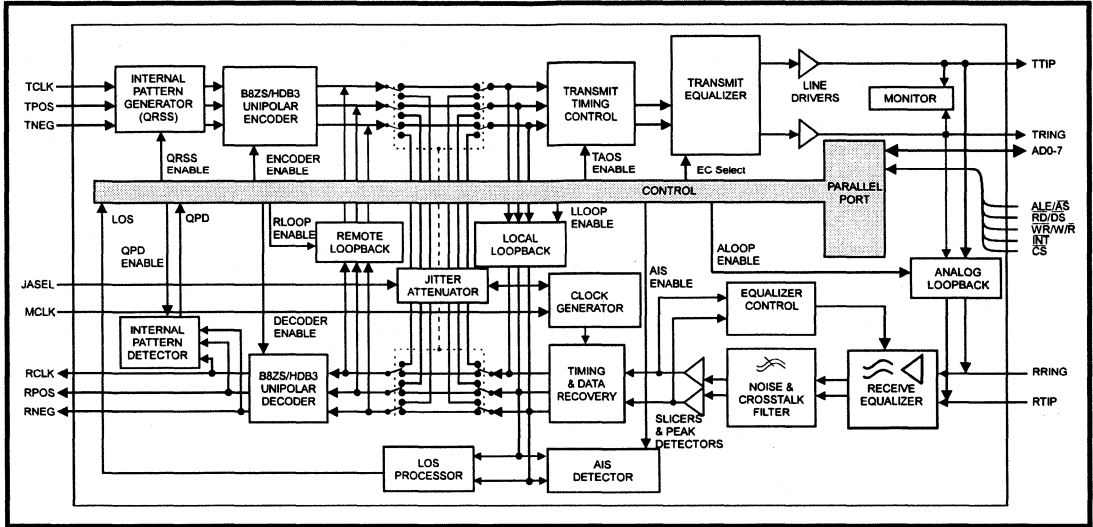 TCLK
TPOS
TNEG
INTERNAL
PATTERN
GENERATOR
(QRSS)
B8ZS/HDB3
UNIPOLAR
ENCODER
TRANSMIT
TIMING
CONTROL
TRANSMIT
EQUALIZER
LINE
DRIVERS
MONITOR
TTIP
TRING
AD0-7
QRSS
ENABLE
ENCODER
ENABLE
TAOS
ENABLE
EC Select
CONTROL
PARALLEL
PORT
ALE/AS
RD/DS
WR/W/R
INT
CS
LOS
QPD
QPD
ENABLE
RLOOP
ENABLE
REMOTE
LOOPBACK
LLOOP
ENABLE
LOCAL
LOOPBACK
AIS
ENABLE
ALOOP
ENABLE
ANALOG
LOOPBACK
JASEL
MCLK
JITTER
ATTENUATOR
CLOCK
GENERATOR
EQUALIZER
CONTROL
INTERNAL
PATTERN
DETECTOR
DECODER
ENABLE
B8ZS/HDB3
UNIPOLAR
DECODER
TIMING
& DATA
RECOVERY
SLICERS
& PEAK
DETECTORS
NOISE &
CROSSTALK
FILTER
RECEIVE
EQUALIZER
RCLK
RPOS
RNEG
RRING
RTIP
LOS
PROCESSOR
AIS
DETECTOR